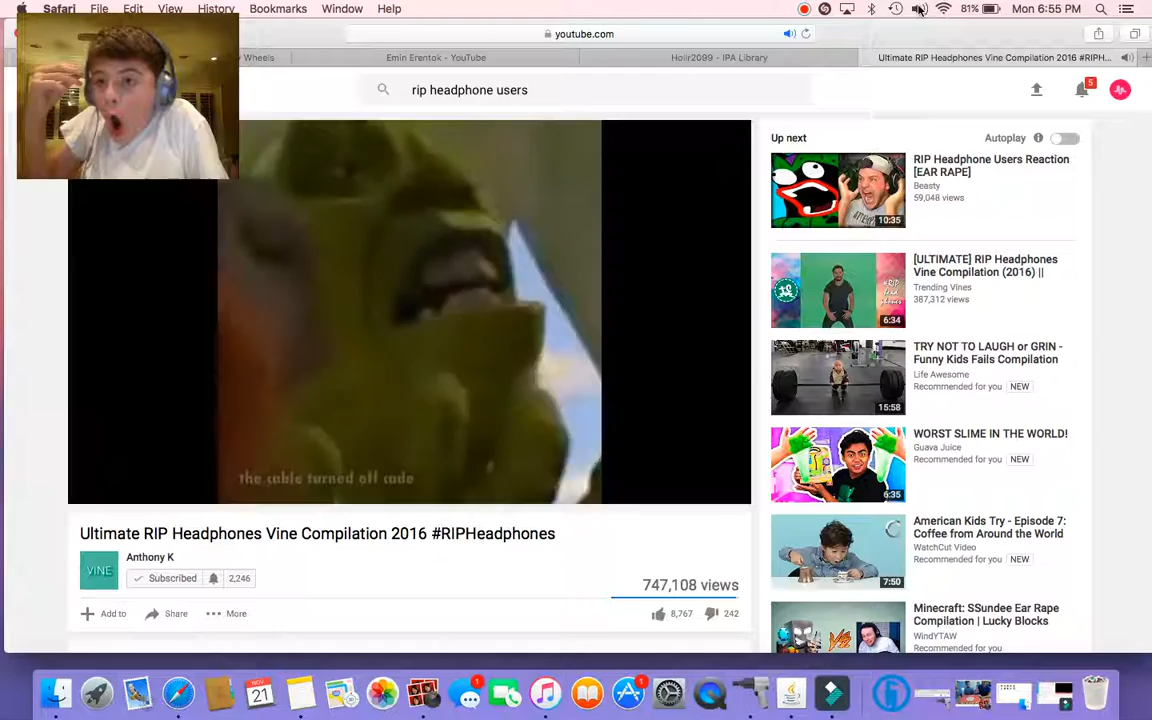 Safari File Edit View History Bookmarks Window Help 81% Mon 6:55 PM
youtube.com
Wheels Emin Erentok - YouTube IPA Library Ultimate RIP Headphones Vine Compilation 2016 #RIPH...
rip headphone users 5
the cable turned off
Ultimate RIP Headphones Vine Compilation 2016 #RIPHeadphones
VINE
Anthony K
Subscribed 2,246
747,108 views
Add to Share More 8,767 242
Up next Autoplay
RIP Headphone Users Reaction
[EAR RAPE]
Beasty
59,048 views
10:35
[ULTIMATE] RIP Headphones
Vine Compilation (2016) ||
Trending Vines
387,312 views
6:34
TRY NOT TO LAUGH or GRIN -
Funny Kids Fails Compilation
Life Awesome
Recommended for you NEW
15:58
WORST SLIME IN THE WORLD!
Guava Juice
Recommended for you NEW
6:35
American Kids Try - Episode 7:
Coffee from Around the World
WatchCut Video
Recommended for you NEW
7:50
Minecraft: SSundee Ear Rape
Compilation | Lucky Blocks
WindYTAW
Recommended for you
NOV
21
1
1